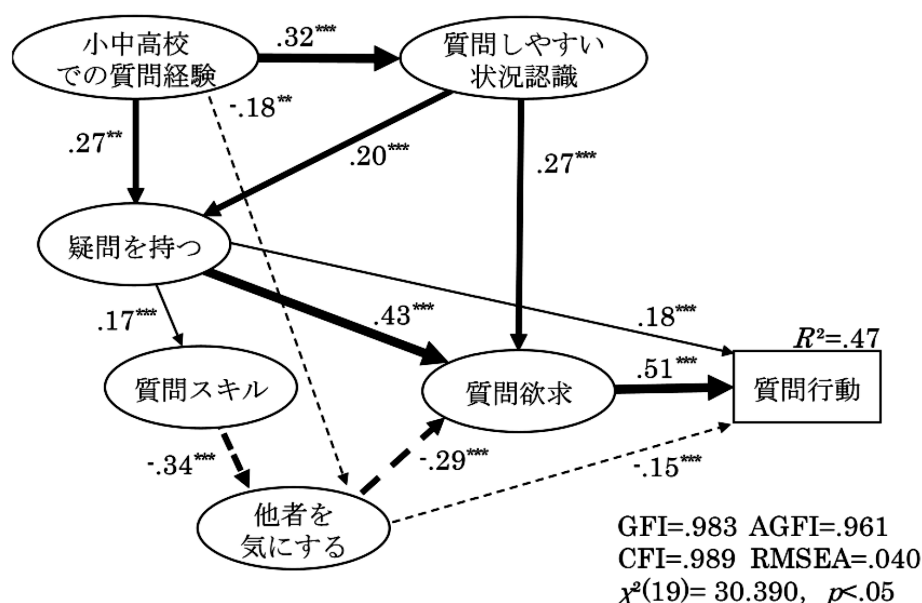 小中高校
での質問経験
.32***
質問しやすい
状況認識
-.18**
.27**
.20***
.27***
疑問を持つ
.17***
.43***
.18***
R²=.47
質問スキル
質問欲求
.51***
質問行動
-.34***
-.29***
-.15***
他者を
気にする
GFI=.983 AGFI=.961
CFI=.989 RMSEA=.040
χ²(19)= 30.390, p<.05